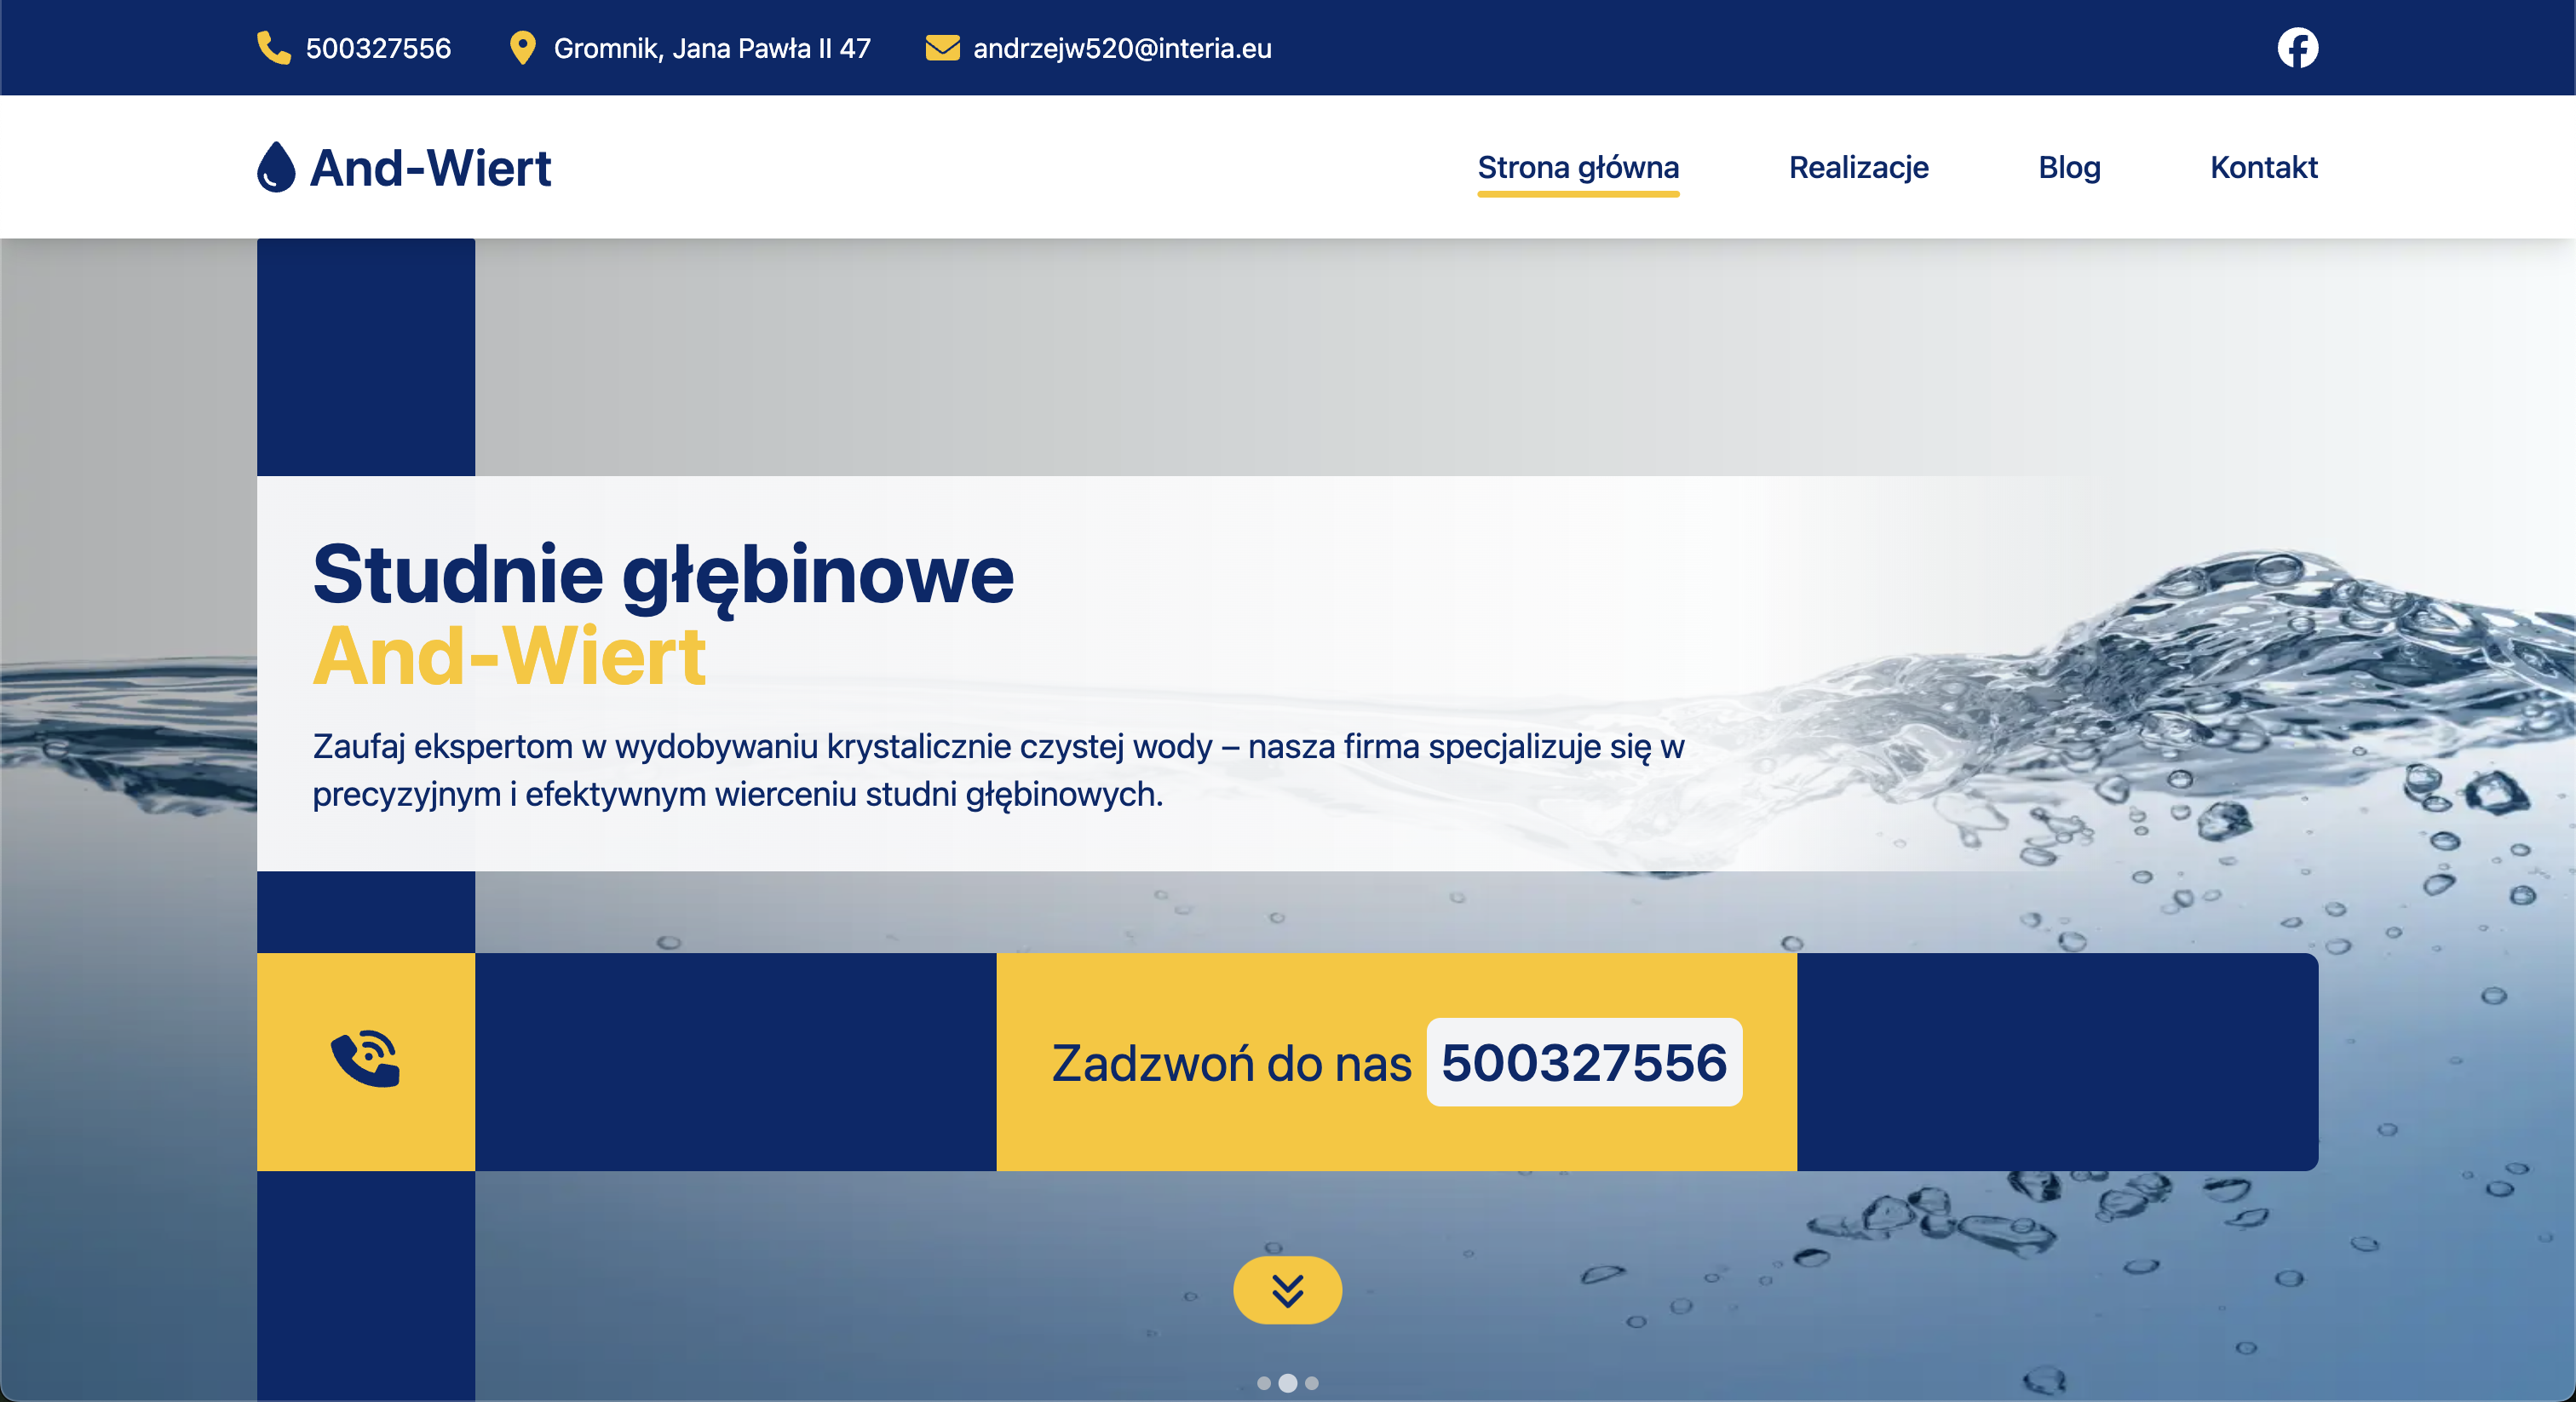 500327556
Gromnik, Jana Pawła II 47
andrzejw520@interia.eu
And-Wiert
Strona główna
Realizacje
Blog
Kontakt
Studnie głębinowe
And-Wiert
Zaufaj ekspertom w wydobywaniu krystalicznie czystej wody – nasza firma specjalizuje się w
precyzyjnym i efektywnym wierceniu studni głębinowych.
Zadzwoń do nas 500327556